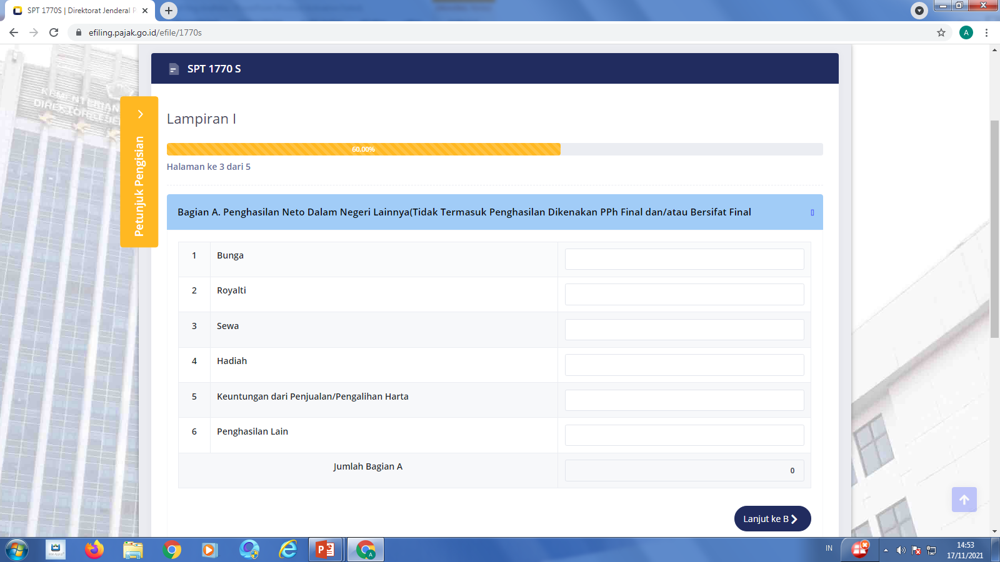 SPT 1770S | Direktorat Jenderal P
efiling.pajak.go.id/efile/1770s
A
SPT 1770 S
KEMENTERIAN
Petunjuk Pengisian
Lampiran I
60.00%
Halaman ke 3 dari 5
Bagian A. Penghasilan Neto Dalam Negeri Lainnya(Tidak Termasuk Penghasilan Dikenakan PPh Final dan/atau Bersifat Final
1 Bunga
2 Royalti
3 Sewa
4 Hadiah
5 Keuntungan dari Penjualan/Pengalihan Harta
6 Penghasilan Lain
Jumlah Bagian A 0
Lanjut ke B
IN
14:53
17/11/2021